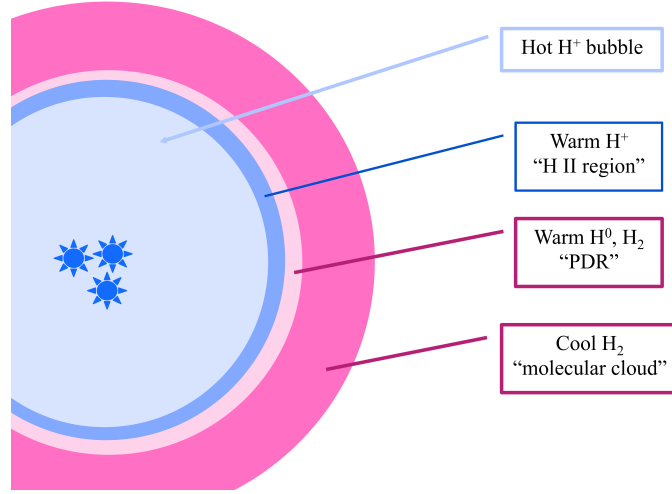 Hot H⁺ bubble
Warm H⁺
“H II region”
Warm H⁰, H₂
“PDR”
Cool H₂
“molecular cloud”